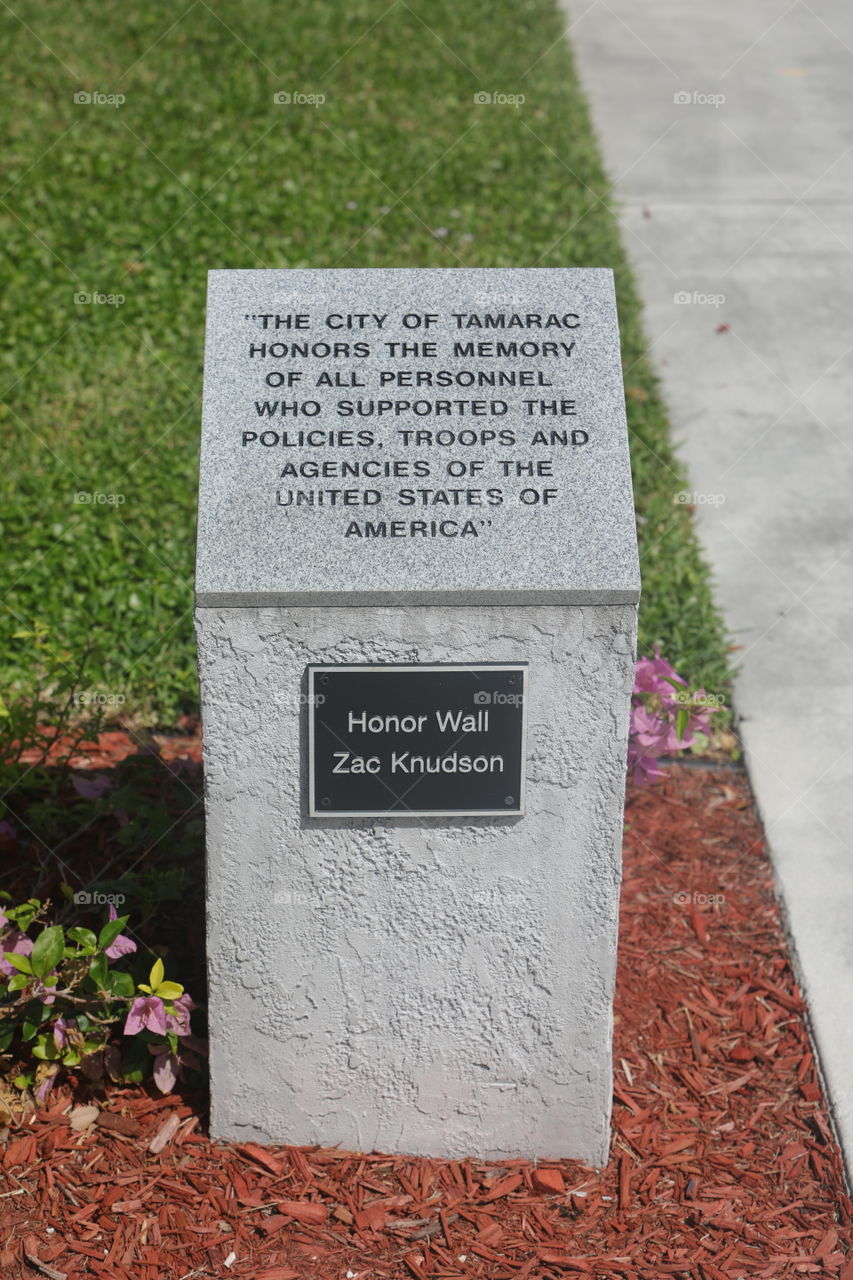 "THE CITY OF TAMARAC
HONORS THE MEMORY
OF ALL PERSONNEL
WHO SUPPORTED THE
POLICIES, TROOPS AND
AGENCIES OF THE
UNITED STATES OF
AMERICA"
Honor Wall
Zac Knudson
foap